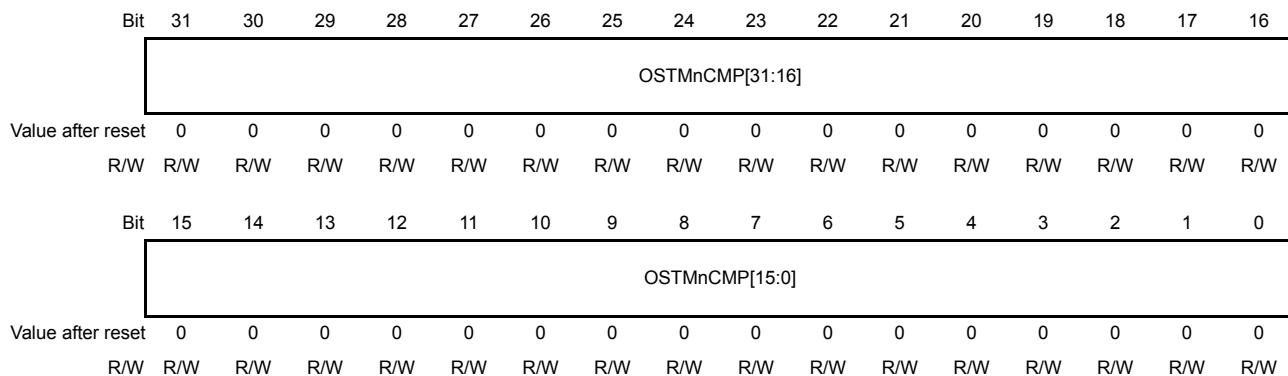 Bit 31 30 29 28 27 26 25 24 23 22 21 20 19 18 17 16
OSTMnCMP[31:16]
Value after reset 0 0 0 0 0 0 0 0 0 0 0 0 0 0 0 0
R/W R/W R/W R/W R/W R/W R/W R/W R/W R/W R/W R/W R/W R/W R/W R/W R/W
Bit 15 14 13 12 11 10 9 8 7 6 5 4 3 2 1 0
OSTMnCMP[15:0]
Value after reset 0 0 0 0 0 0 0 0 0 0 0 0 0 0 0 0
R/W R/W R/W R/W R/W R/W R/W R/W R/W R/W R/W R/W R/W R/W R/W R/W R/W